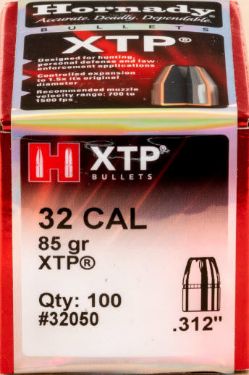 Hornady
Accurate. Deadly. Dependable.
BULLETS
XTP®
Designed for hunting,
personal defense and law
enforcement applications
Controlled expansion
to 1.5x its original
diameter.
Recommended muzzle
velocity range: 700 to
1500 fps
H XTP®
BULLETS
32 CAL
85 gr
XTP®
Qty: 100
#32050
.312"